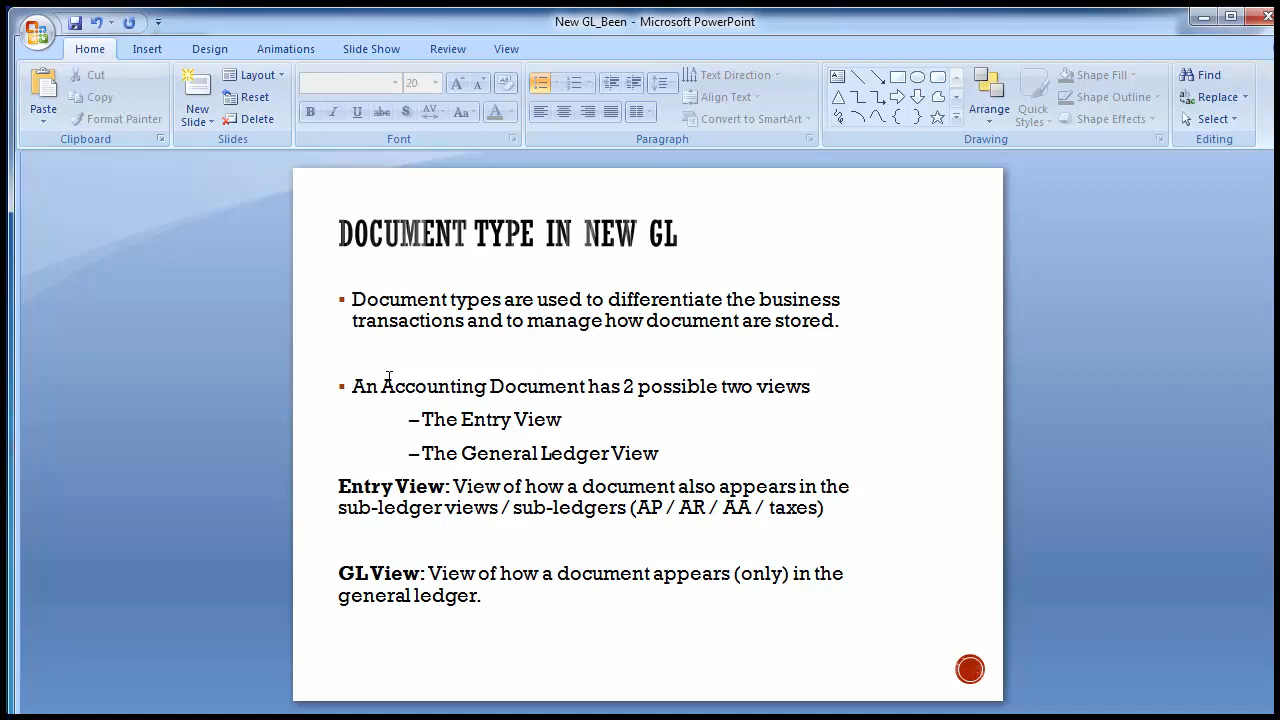 New GL_Been - Microsoft PowerPoint
Home Insert Design Animations Slide Show Review View
Cut
Copy
Format Painter
Paste
Clipboard
New
Slide
Layout
Reset
Delete
Slides
20
B I U abc S AV Aa A
Font
Text Direction
Align Text
Convert to SmartArt
Paragraph
Arrange
Quick
Styles
Shape Fill
Shape Outline
Shape Effects
Drawing
Find
Replace
Select
Editing
DOCUMENT TYPE IN NEW GL
▪ Document types are used to differentiate the business
transactions and to manage how document are stored.
▪ An Accounting Document has 2 possible two views
–The Entry View
–The General Ledger View
Entry View: View of how a document also appears in the
sub-ledger views / sub-ledgers (AP / AR / AA / taxes)
GL View: View of how a document appears (only) in the
general ledger.